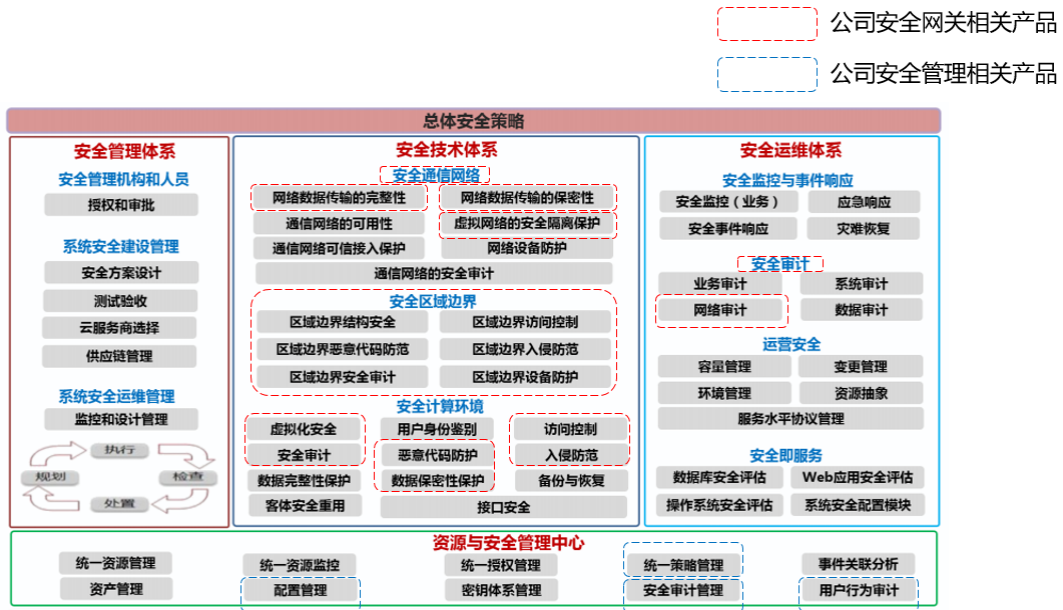 公司安全网关相关产品
公司安全管理相关产品
总体安全策略
安全管理体系
安全管理机构和人员
授权和审批
系统安全建设管理
安全方案设计
测试验收
云服务商选择
供应链管理
系统安全运维管理
监控和设计管理
执行
规划
检查
处置
安全技术体系
安全通信网络
网络数据传输的完整性
网络数据传输的保密性
通信网络的可用性
虚拟网络的安全隔离保护
通信网络可信接入保护
网络设备防护
通信网络的安全审计
安全区域边界
区域边界结构安全
区域边界访问控制
区域边界恶意代码防范
区域边界入侵防范
区域边界安全审计
区域边界设备防护
安全计算环境
虚拟化安全
用户身份鉴别
访问控制
安全审计
恶意代码防护
入侵防范
数据完整性保护
数据保密性保护
备份与恢复
客体安全重用
接口安全
安全运维体系
安全监控与事件响应
安全监控（业务）
应急响应
安全事件响应
灾难恢复
安全审计
业务审计
系统审计
网络审计
数据审计
运营安全
容量管理
变更管理
环境管理
资源抽象
服务水平协议管理
安全即服务
数据库安全评估
Web应用安全评估
操作系统安全评估
系统安全配置模块
资源与安全管理中心
统一资源管理
统一资源监控
统一授权管理
统一策略管理
事件关联分析
资产管理
配置管理
密钥体系管理
安全审计管理
用户行为审计